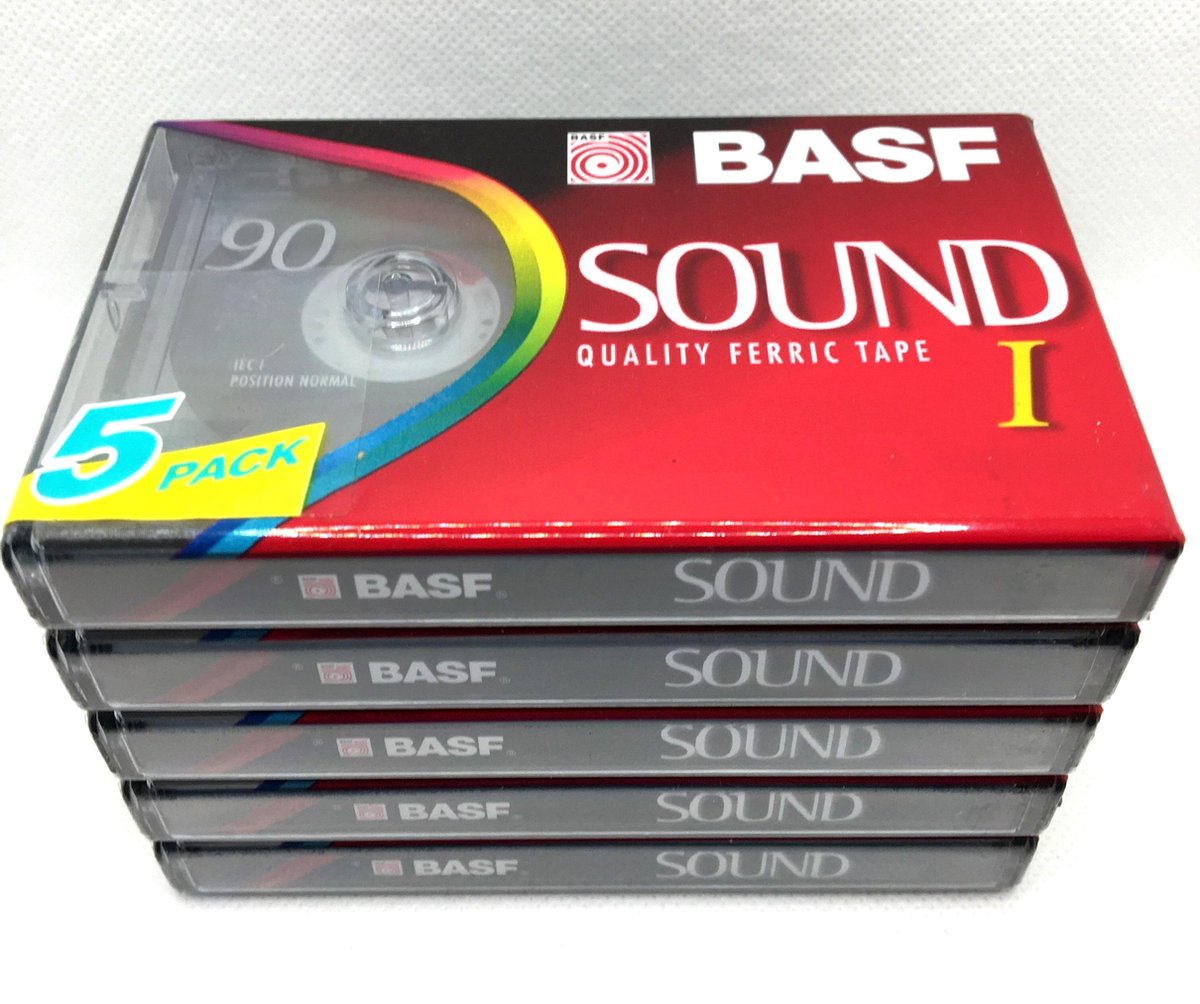 BASF
BASF
SOUND
QUALITY FERRIC TAPE
I
90
IEC I
POSITION NORMAL
5 PACK
BASF® SOUND
BASF® SOUND
BASF® SOUND
BASF® SOUND
BASF® SOUND